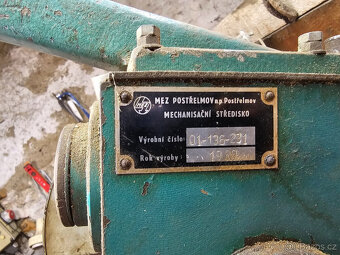 MEZ POSTŘELMOV n.p. Postřelmov
MECHANISAČNÍ STŘEDISKO
Výrobní číslo: 01-136-231
Rok výroby: